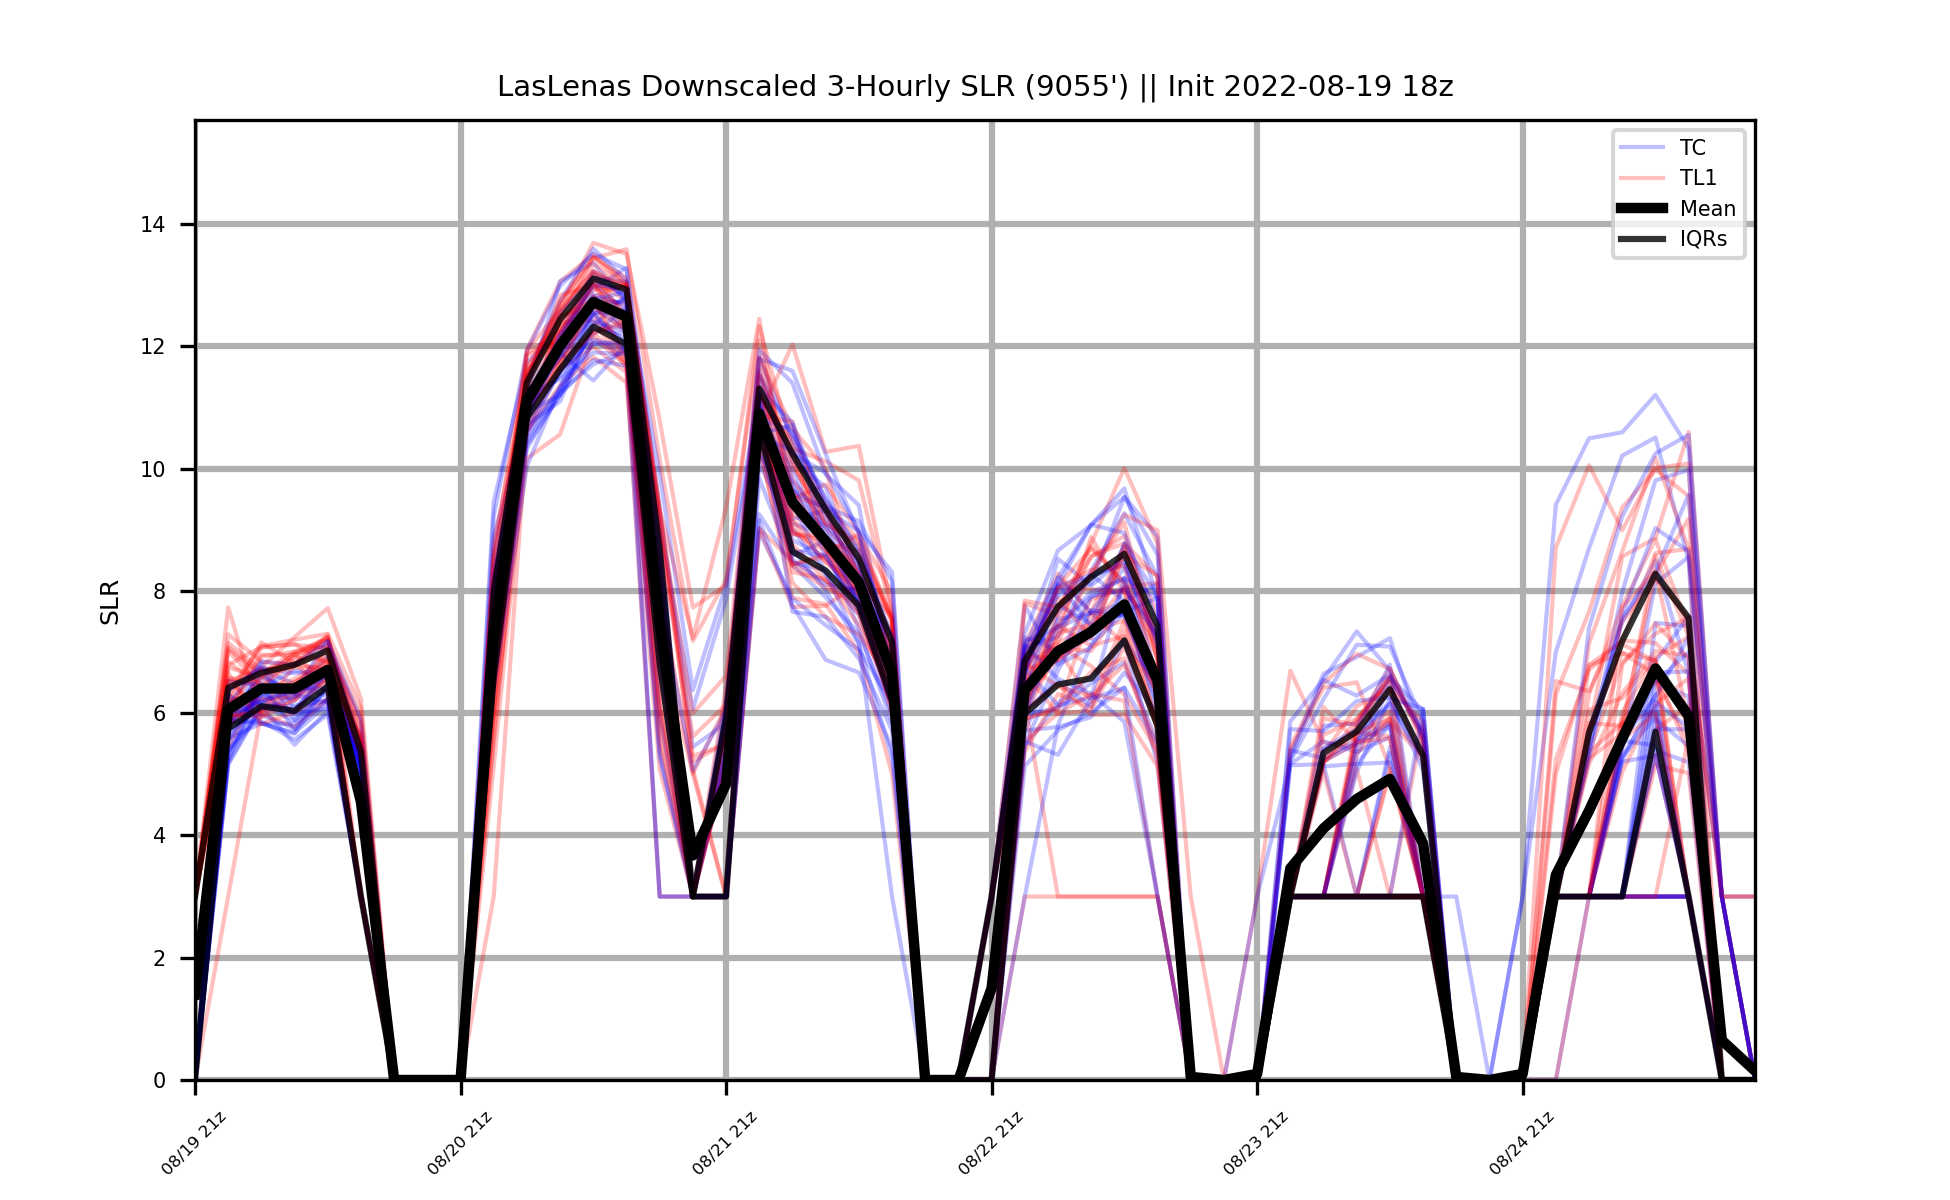 LasLenas Downscaled 3-Hourly SLR (9055') || Init 2022-08-19 18z
TC
TL1
Mean
IQRs
SLR
14
12
10
8
6
4
2
0
08/19 21z
08/20 21z
08/21 21z
08/22 21z
08/23 21z
08/24 21z